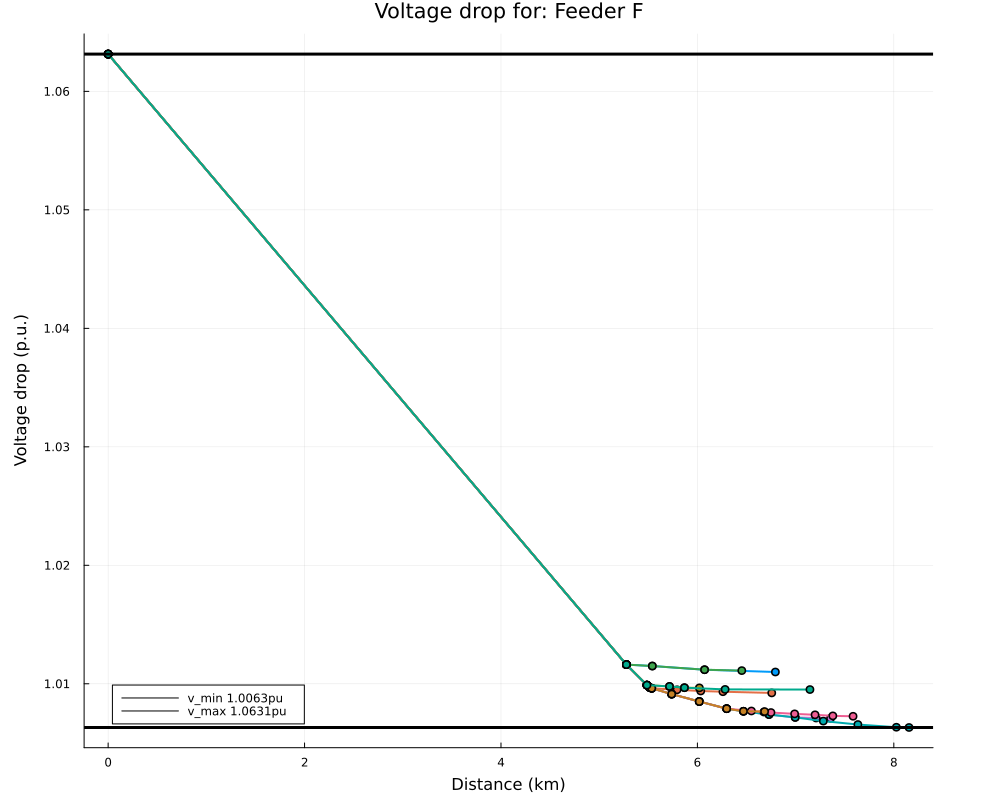 Voltage drop for: Feeder F
Voltage drop (p.u.)
1.06
1.05
1.04
1.03
1.02
1.01
v_min 1.0063pu
v_max 1.0631pu
0 2 4 6 8
Distance (km)